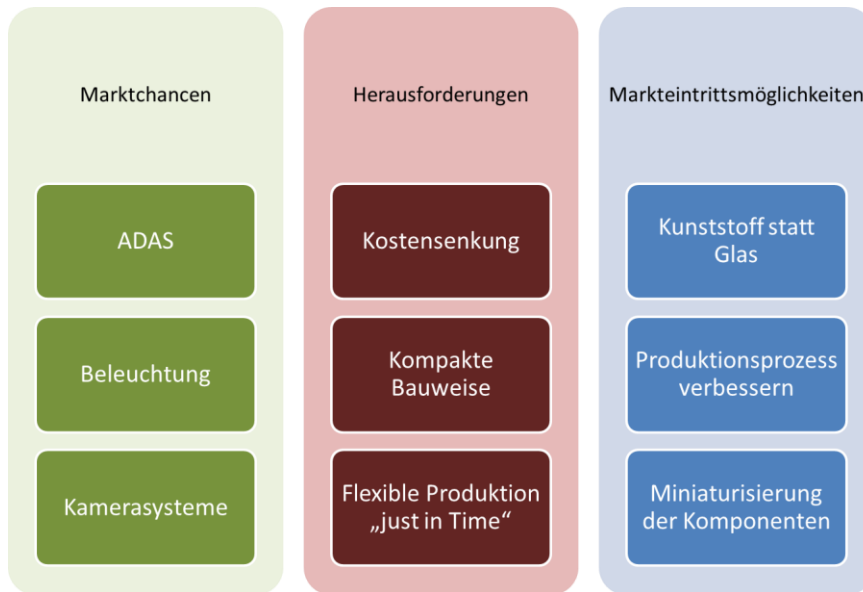 Marktchancen
ADAS
Beleuchtung
Kamerasysteme
Herausforderungen
Kostensenkung
Kompakte
Bauweise
Flexible Produktion
„just in Time“
Markteintrittsmöglichkeiten
Kunststoff statt
Glas
Produktionsprozess
verbessern
Miniaturisierung
der Komponenten